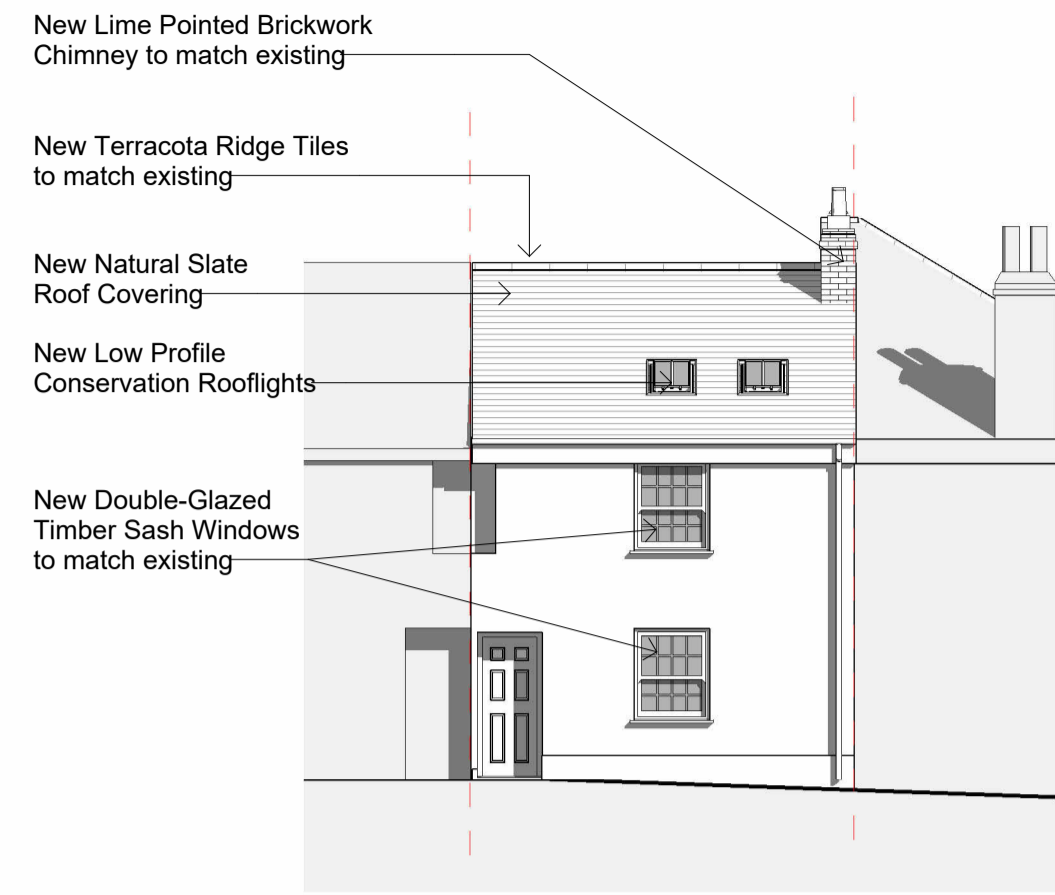 New Lime Pointed Brickwork
Chimney to match existing
New Terracota Ridge Tiles
to match existing
New Natural Slate
Roof Covering
New Low Profile
Conservation Rooflights
New Double-Glazed
Timber Sash Windows
to match existing